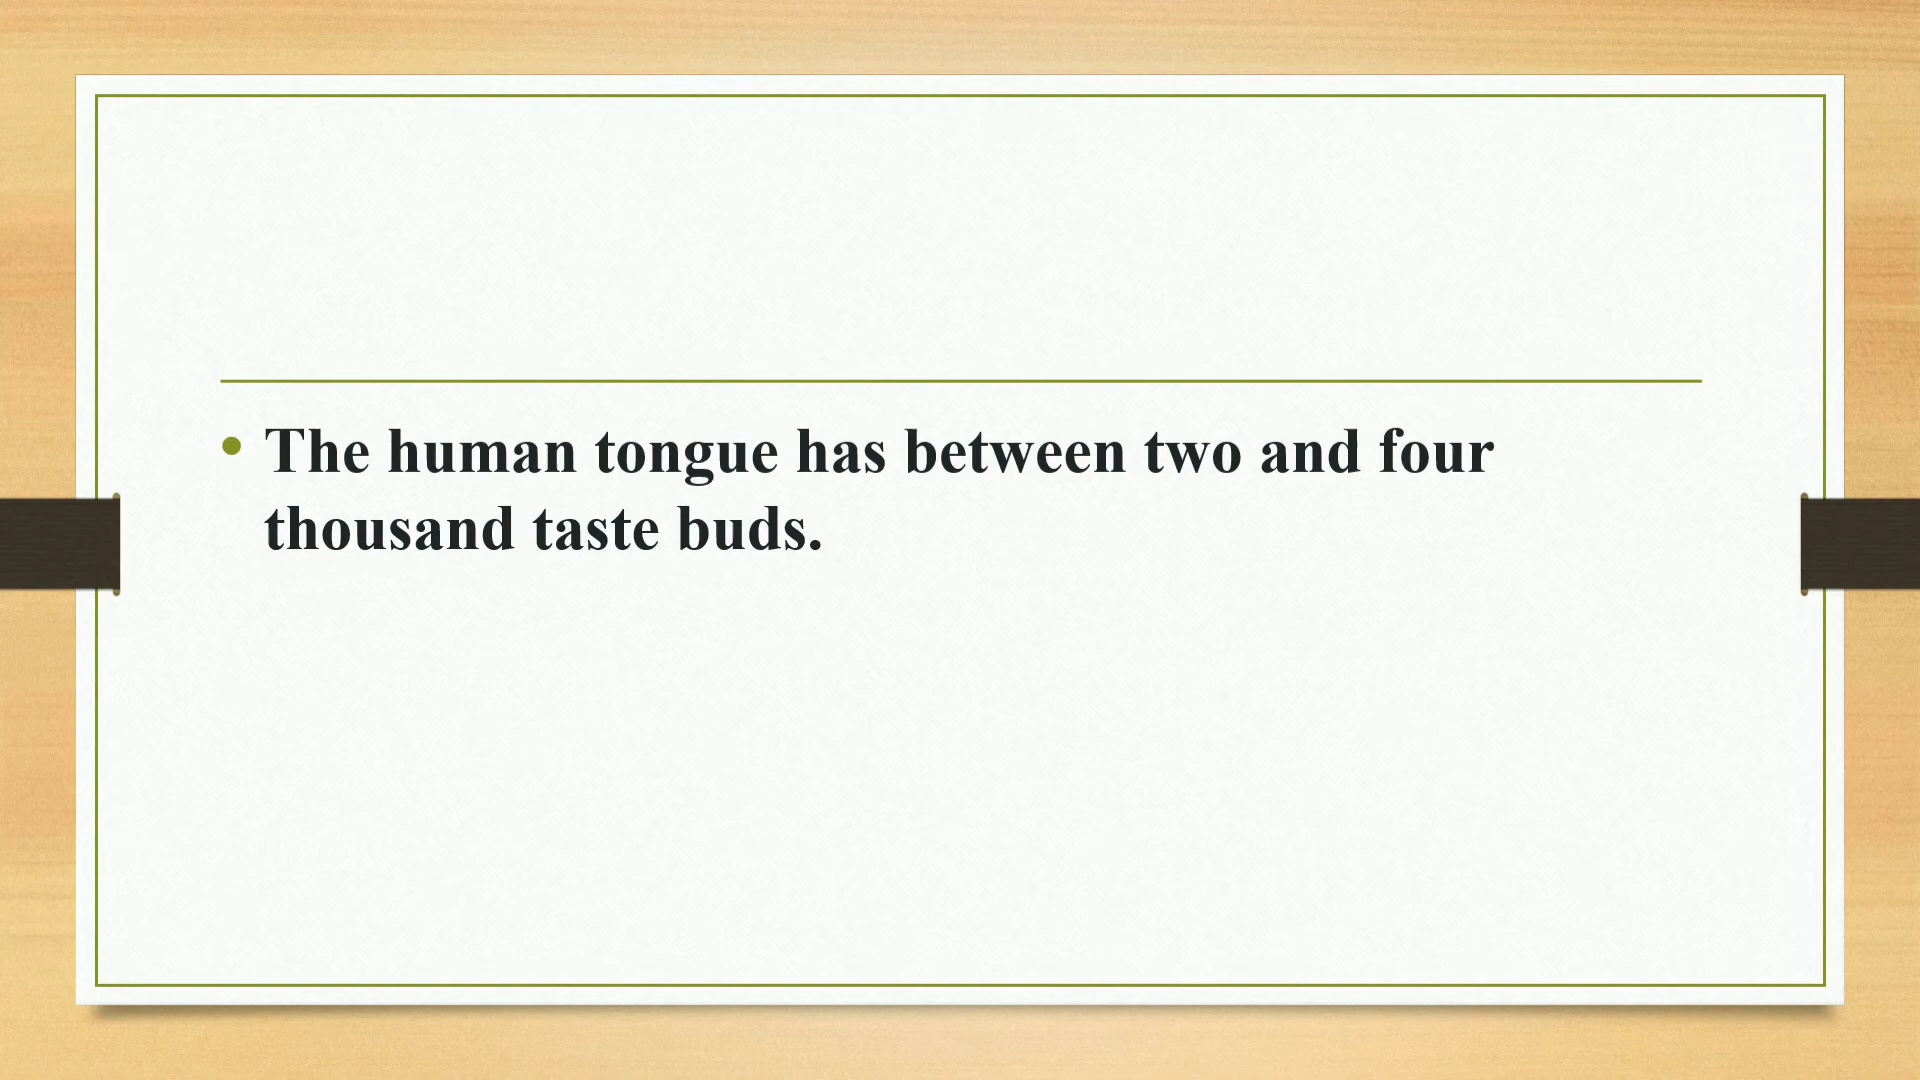 • The human tongue has between two and four
thousand taste buds.